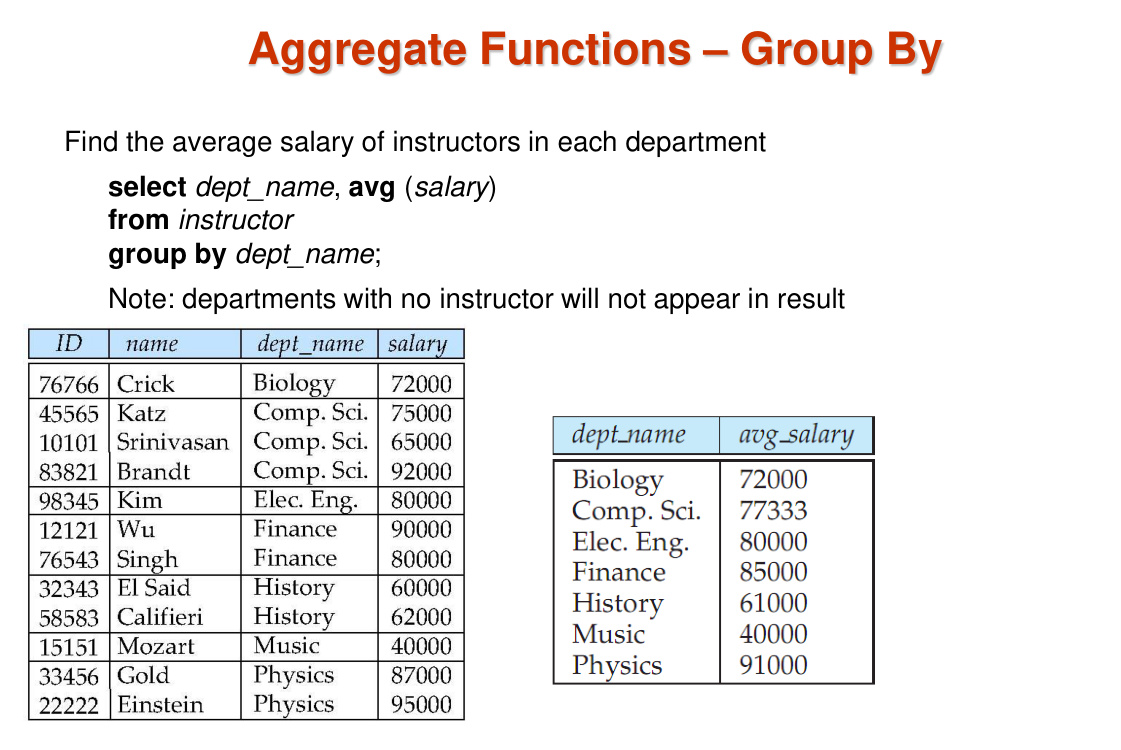 Aggregate Functions – Group By
Find the average salary of instructors in each department
select dept_name, avg (salary)
from instructor
group by dept_name;
Note: departments with no instructor will not appear in result
ID name dept_name salary
76766 Crick Biology 72000
45565 Katz Comp. Sci. 75000
10101 Srinivasan Comp. Sci. 65000
83821 Brandt Comp. Sci. 92000
98345 Kim Elec. Eng. 80000
12121 Wu Finance 90000
76543 Singh Finance 80000
32343 El Said History 60000
58583 Califieri History 62000
15151 Mozart Music 40000
33456 Gold Physics 87000
22222 Einstein Physics 95000
dept_name avg_salary
Biology 72000
Comp. Sci. 77333
Elec. Eng. 80000
Finance 85000
History 61000
Music 40000
Physics 91000